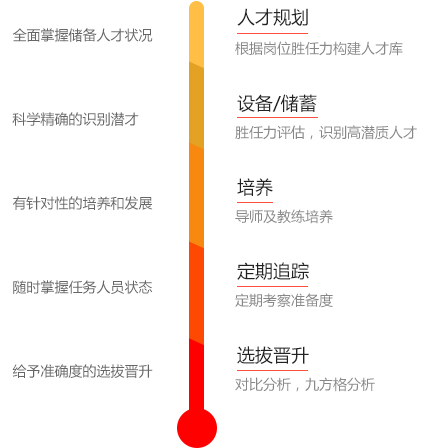 人才规划
全面掌握储备人才状况
根据岗位胜任力构建人才库
设备/储蓄
科学精确的识别潜才
胜任力评估，识别高潜质人才
培养
有针对性的培养和发展
导师及教练培养
定期追踪
随时掌握任务人员状态
定期考察准备度
选拔晋升
给予准确度的选拔晋升
对比分析，九方格分析